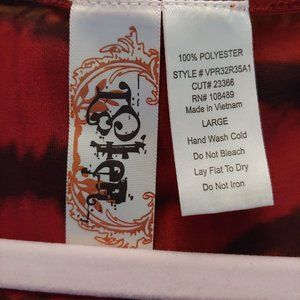 100% POLYESTER
STYLE # VPR32R35A1
CUT# 23366
RN# 108489
Made in Vietnam
LARGE
Hand Wash Cold
Do Not Bleach
Lay Flat To Dry
Do Not Iron